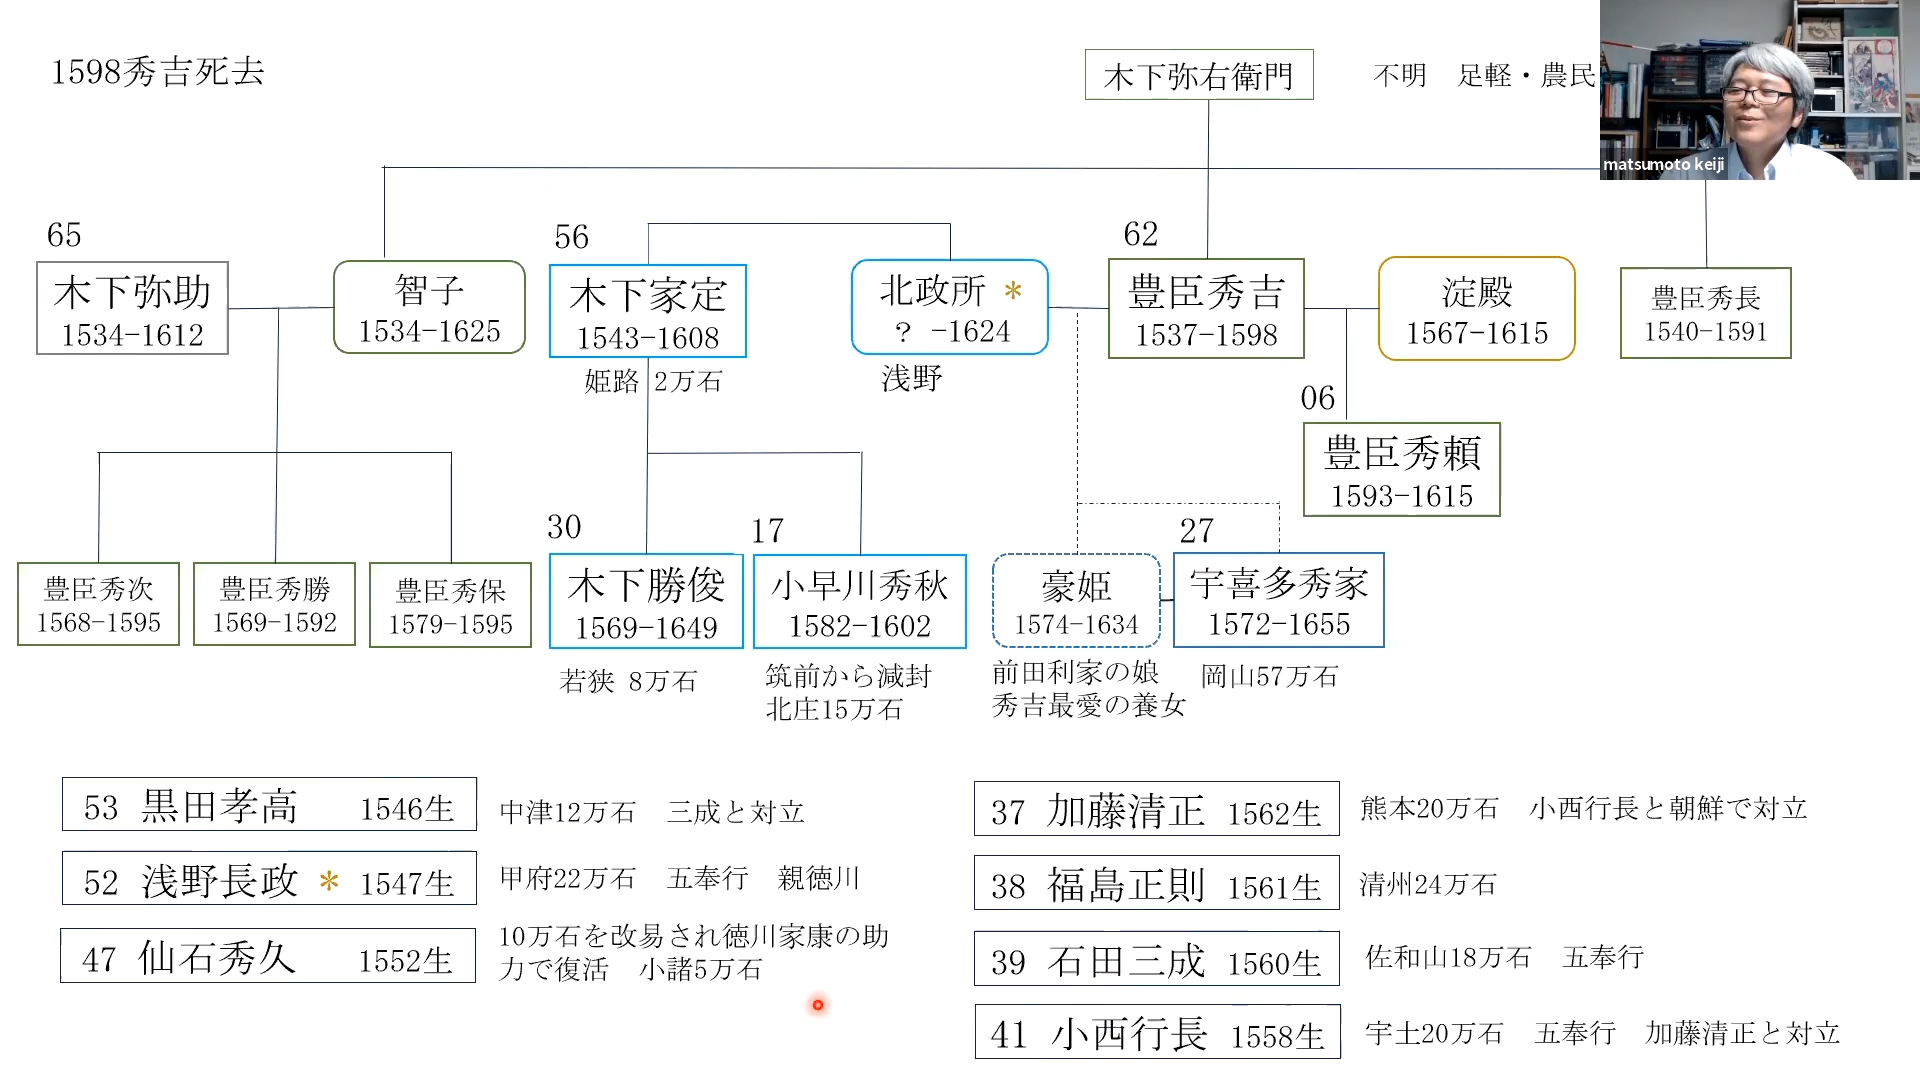 1598秀吉死去
木下弥右衛門
不明　足軽・農民
matsumoto keiji
65
木下弥助
1534-1612
智子
1534-1625
56
木下家定
1543-1608
姫路 2万石
北政所 ＊
？ -1624
浅野
62
豊臣秀吉
1537-1598
淀殿
1567-1615
豊臣秀長
1540-1591
06
豊臣秀頼
1593-1615
豊臣秀次
1568-1595
豊臣秀勝
1569-1592
豊臣秀保
1579-1595
30
木下勝俊
1569-1649
若狭 8万石
17
小早川秀秋
1582-1602
筑前から減封
北庄15万石
豪姫
1574-1634
前田利家の娘
秀吉最愛の養女
27
宇喜多秀家
1572-1655
岡山57万石
53 黒田孝高 1546生
中津12万石　三成と対立
52 浅野長政 ＊ 1547生
甲府22万石　五奉行　親徳川
47 仙石秀久 1552生
10万石を改易され徳川家康の助
力で復活　小諸5万石
37 加藤清正 1562生
熊本20万石　小西行長と朝鮮で対立
38 福島正則 1561生
清州24万石
39 石田三成 1560生
佐和山18万石　五奉行
41 小西行長 1558生
宇土20万石　五奉行　加藤清正と対立